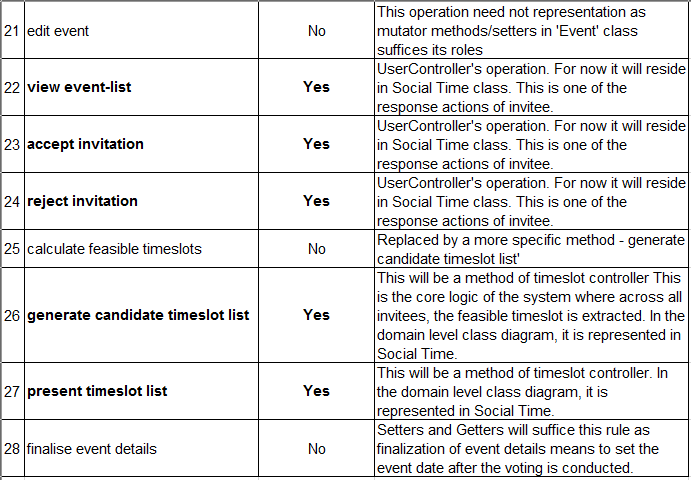 This operation need not representation as
21 edit event No mutator methods/setters in 'Event' class
suffices its roles
UserController's operation. For now it will reside
22 view event-list Yes in Social Time class. This is one of the
response actions of invitee.
UserController's operation. For now it will reside
23 accept invitation Yes in Social Time class. This is one of the
response actions of invitee.
UserController's operation. For now it will reside
24 reject invitation Yes in Social Time class. This is one of the
response actions of invitee.
25 calculate feasible timeslots No Replaced by a more specific method - generate
candidate timeslot list'
This will be a method of timeslot controller This
is the core logic of the system where across all
26 generate candidate timeslot list Yes invitees, the feasible timeslot is extracted. In the
domain level class diagram, it is represented in
Social Time.
This will be a method of timeslot controller. In
27 present timeslot list Yes the domain level class diagram, it is
represented in Social Time.
Setters and Getters will suffice this rule as
28 finalise event details No finalization of event details means to set the
event date after the voting is conducted.